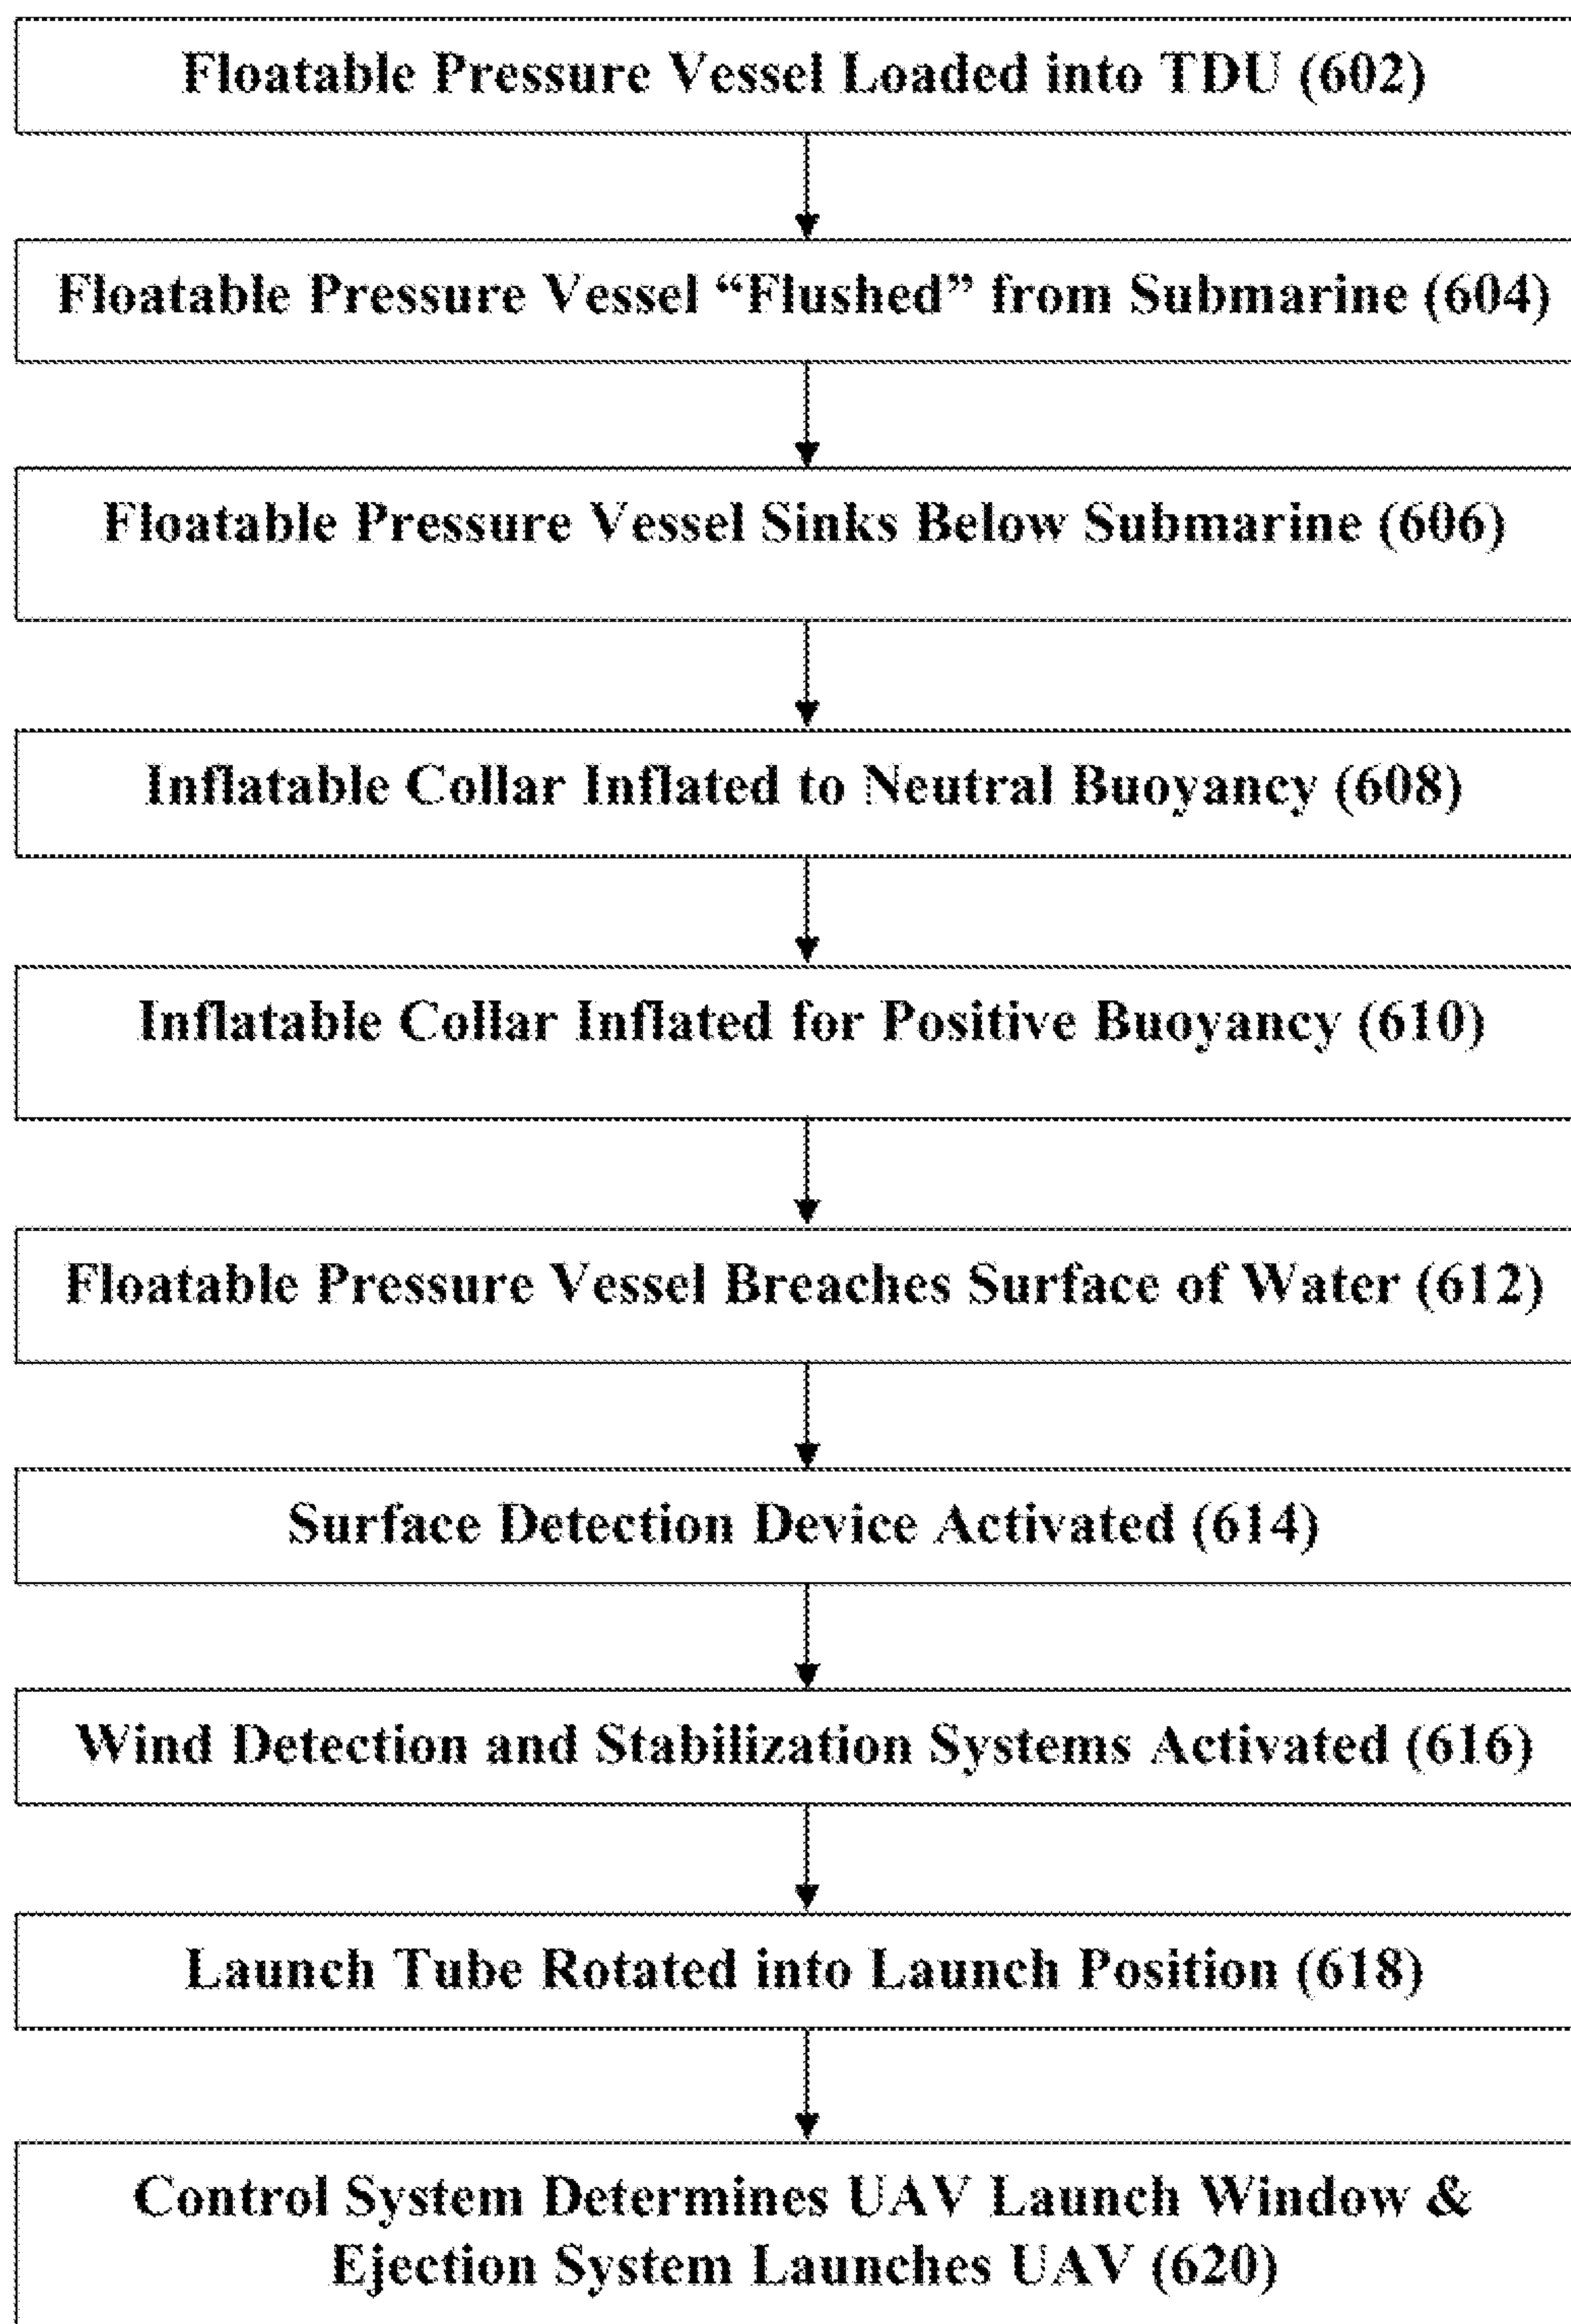 Floatable Pressure Vessel Loaded into TDU (602)
Floatable Pressure Vessel “Flushed” from Submarine (604)
Floatable Pressure Vessel Sinks Below Submarine (606)
Inflatable Collar Inflated to Neutral Buoyancy (608)
Inflatable Collar Inflated for Positive Buoyancy (610)
Floatable Pressure Vessel Breaches Surface of Water (612)
Surface Detection Device Activated (614)
Wind Detection and Stabilization Systems Activated (616)
Launch Tube Rotated into Launch Position (618)
Control System Determines UAV Launch Window &
Ejection System Launches UAV (620)